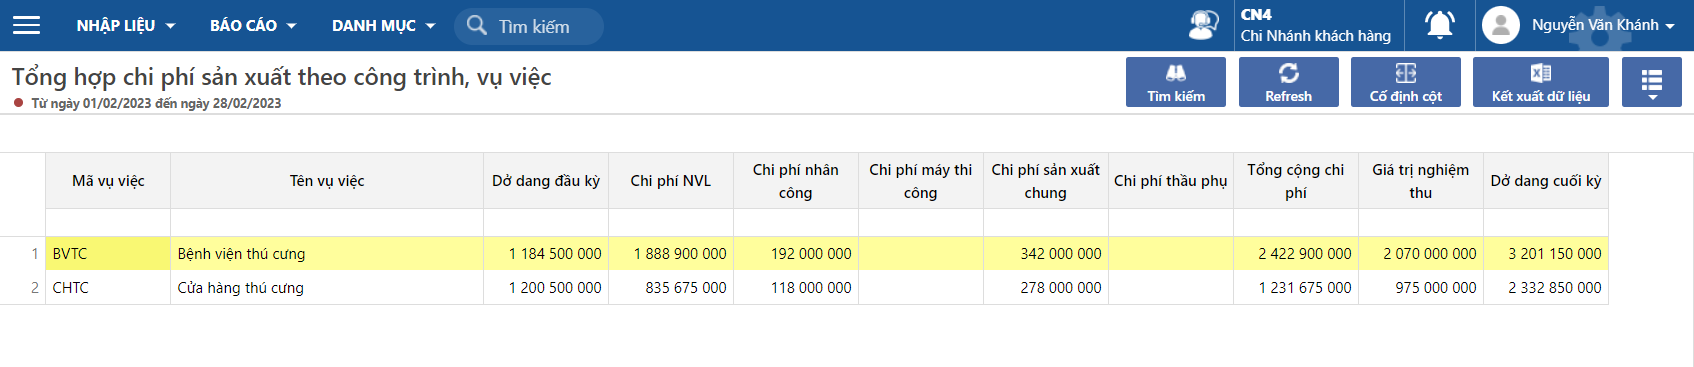 NHẬP LIỆU BÁO CÁO DANH MỤC Tìm kiếm CN4 Nguyễn Văn Khánh
Chi Nhánh khách hàng
Tổng hợp chi phí sản xuất theo công trình, vụ việc
Từ ngày 01/02/2023 đến ngày 28/02/2023
Tìm kiếm Refresh Cố định cột Kết xuất dữ liệu
Mã vụ việc Tên vụ việc Dở dang đầu kỳ Chi phí NVL Chi phí nhân công Chi phí máy thi công Chi phí sản xuất chung Chi phí thầu phụ Tổng cộng chi phí Giá trị nghiệm thu Dở dang cuối kỳ
1 BVTC Bệnh viện thú cưng 1 184 500 000 1 888 900 000 192 000 000 342 000 000 2 422 900 000 2 070 000 000 3 201 150 000
2 CHTC Cửa hàng thú cưng 1 200 500 000 835 675 000 118 000 000 278 000 000 1 231 675 000 975 000 000 2 332 850 000